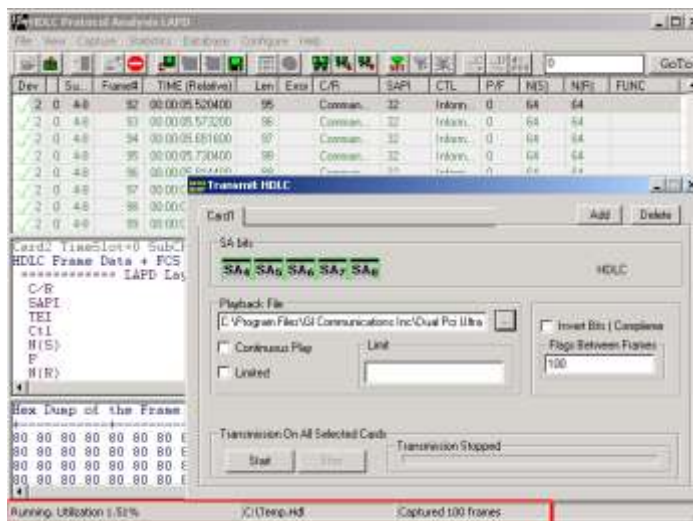 HDLC Protocol Analysis LAPD
File View Capture Statistics Database Configure Help
0 GoTo
Dev Su... Frame# TIME (Relative) Len Error C/R SAPI CTL P/F N(S) N(R) FUNC
2 0 4-8 92 00:00:05.520400 95 Comman... 32 Inform. 0 64 64
2 0 4-8 93 00:00:05.573200 96 Comman... 32 Inform. 0 64 64
2 0 4-8 94 00:00:05.651600 97 Comman... 32 Inform. 0 64 64
2 0 4-8 95 00:00:05.730400 98 Comman... 32 Inform. 0 64 64
2 0 4-8 96
2 0 4-8 97 00:00:
2 0 4-8 98 00:00:
2 0 4-8 99 00:00:
Transmit HDLC
Card1 Add Delete
SA bits
SA4 SA5 SA6 SA7 SA8 HDLC
Playback File
C:\Program Files\Gl Communications Inc\Dual Pci Ultra ...
Continuous Play Limit
Limited
Invert Bits
Flags Between Frames
100
Transmission On All Selected Cards
Transmission Stopped
Start Stop
Card2 TimeSlot=0 SubCh
HDLC Frame Data + FCS
============ LAPD Lay
C/R
SAPI
TEI
Ctl
N(S)
P
N(R)
Hex Dump of the Frame
80 80 80 80 80 80
80 80 80 80 80 80
80 80 80 80 80 80
80 80 80 80 80 80
Running. Utilization 1.51% C:\Temp.Hdl Captured 100 frames